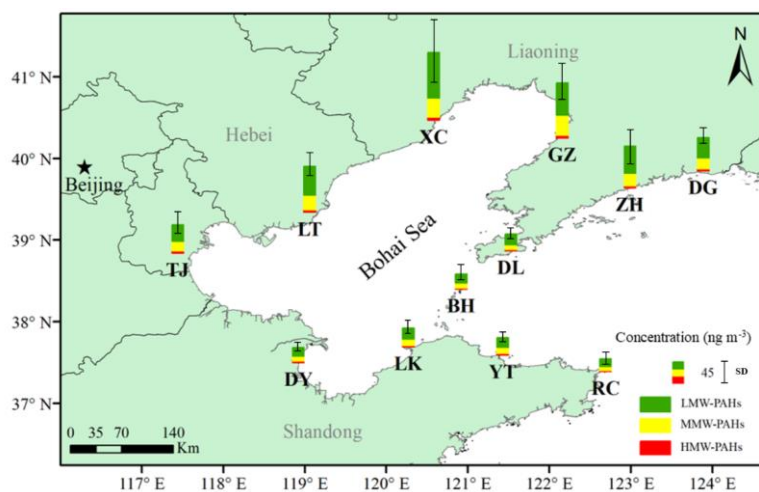 N
Liaoning
41° N
XC
Hebei
GZ
40° N
Beijing
ZH
DG
LT
39° N
Bohai Sea
TJ
DL
BH
38° N
Concentration (ng m⁻³)
DY
LK
YT
45 SD
RC
37° N
LMW-PAHs
MMW-PAHs
HMW-PAHs
0 35 70 140
Km
Shandong
117° E 118° E 119° E 120° E 121° E 122° E 123° E 124° E